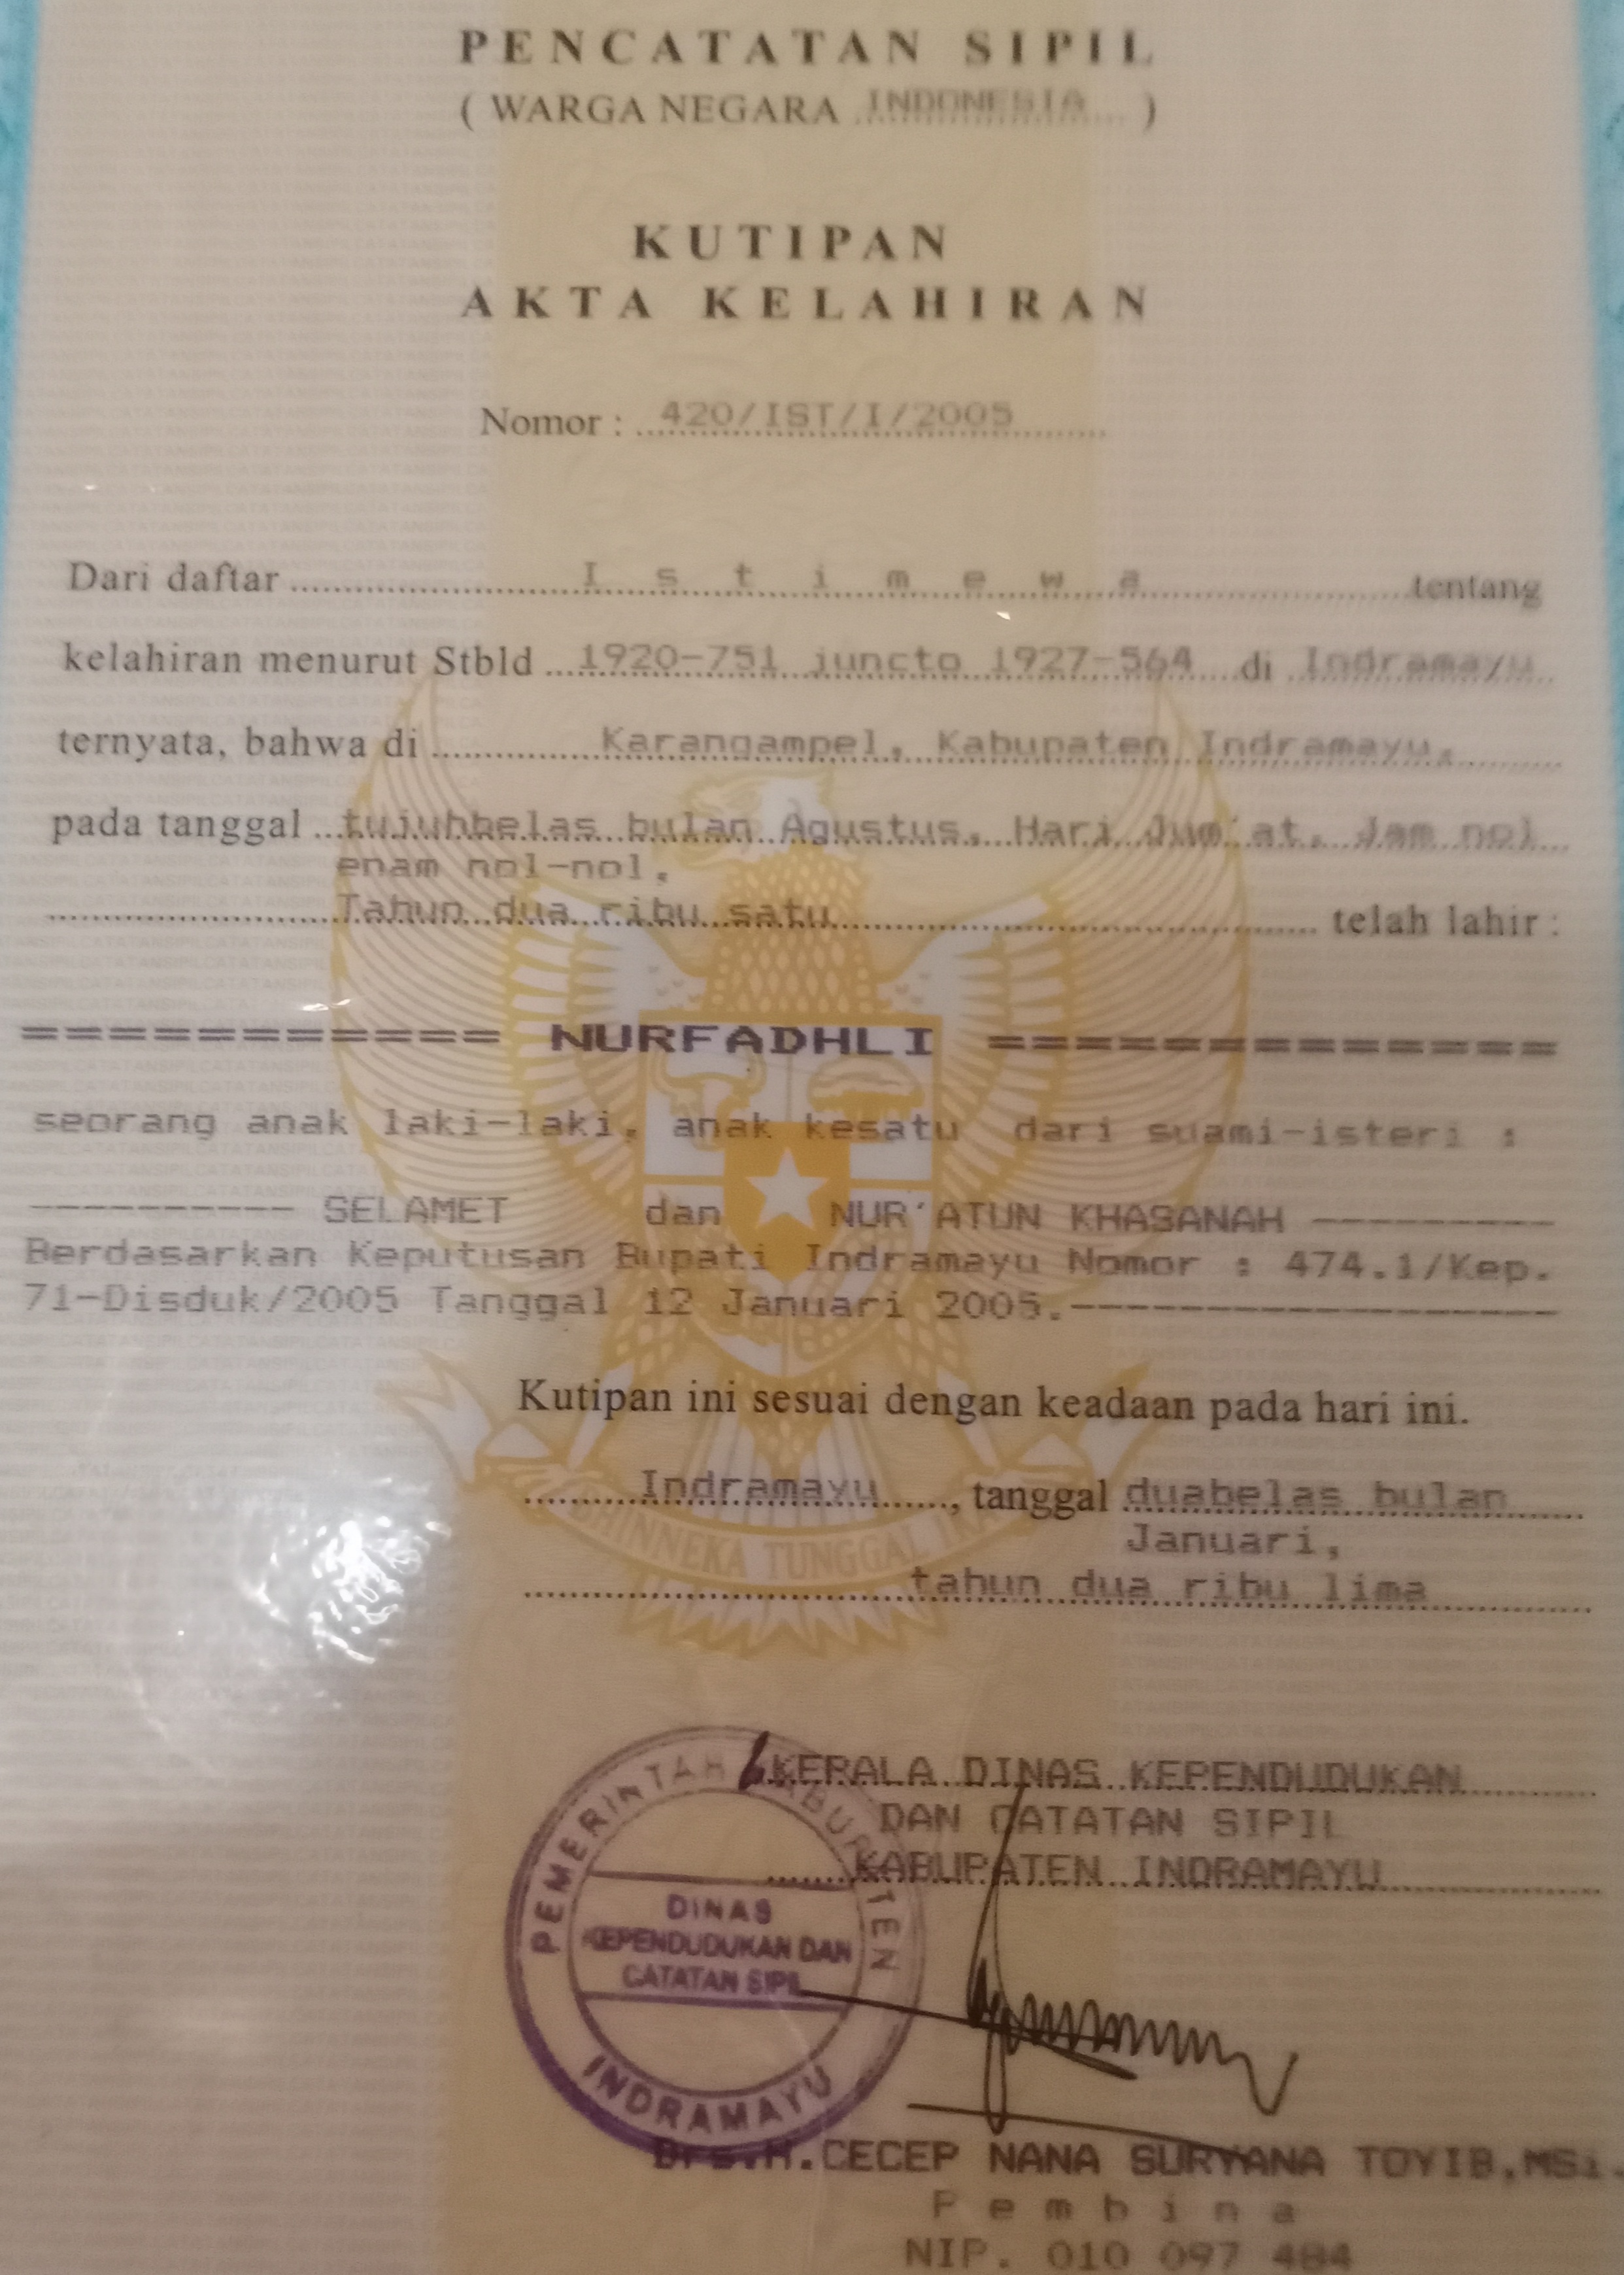 PENCATATAN SIPIL
( WARGA NEGARA INDONESIA )
KUTIPAN
AKTA KELAHIRAN
Nomor : 420/IST/I/2005
Dari daftar I s t i m e w a tentang
kelahiran menurut Stbld 1920-751 juncto 1927-564 di Indramayu
ternyata, bahwa di Karangampel, Kabupaten Indramayu,
pada tanggal tujuhbelas bulan Agustus, Hari Jum'at, Jam nol
enam nol-nol,
Tahun dua ribu satu telah lahir :
=========== NURFADHLI =============
seorang anak laki-laki, anak kesatu dari suami-isteri :
---------- SELAMET dan NUR'ATUN KHASANAH ---------
Berdasarkan Keputusan Bupati Indramayu Nomor : 474.1/Kep.
71-Disduk/2005 Tanggal 12 Januari 2005.------------------
Kutipan ini sesuai dengan keadaan pada hari ini.
Indramayu, tanggal duabelas bulan
Januari,
BHINNEKA TUNGGAL IKA
tahun dua ribu lima
KEPALA DINAS KEPENDUDUKAN
DAN CATATAN SIPIL
KABUPATEN INDRAMAYU
PEMERINTAH KABUPATEN
DINAS
KEPENDUDUKAN DAN
CATATAN SIPIL
INDRAMAYU
Drs.H.CECEP NANA SURYANA TOYIB,MSi.
P e m b i n a
NIP. 010 097 484